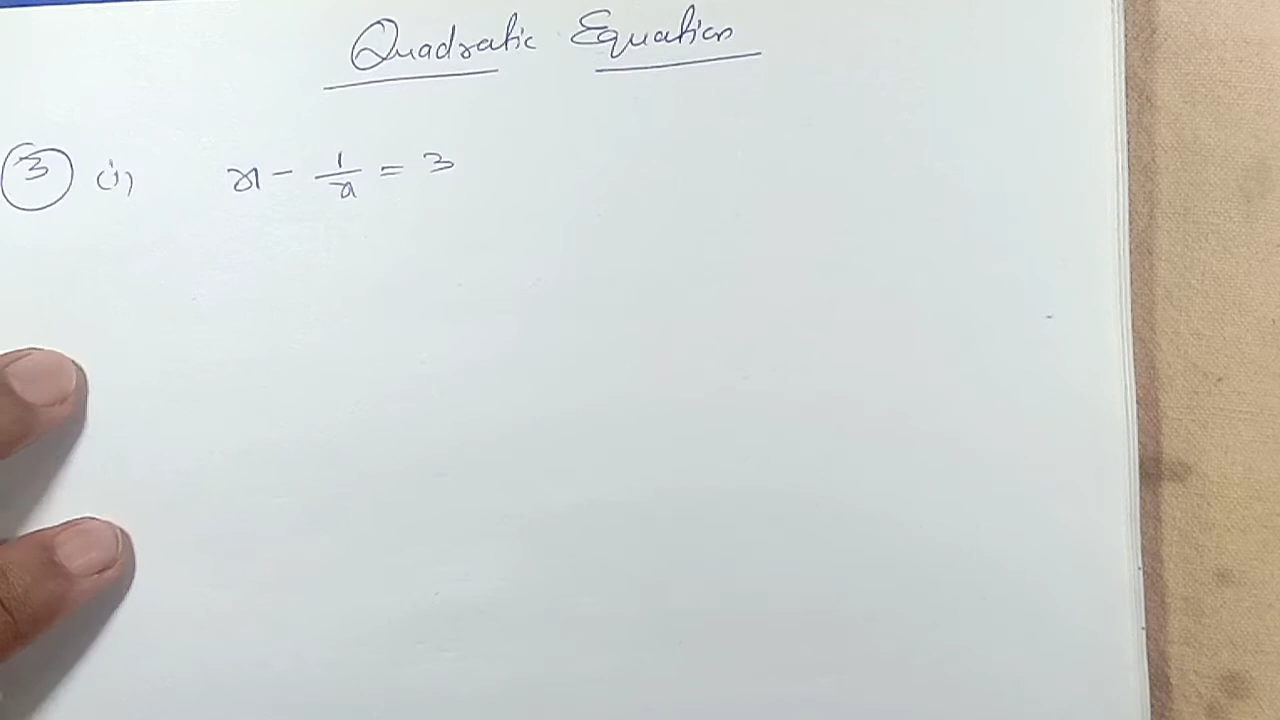 Quadratic Equation
3 (i) x - 1/x = 3